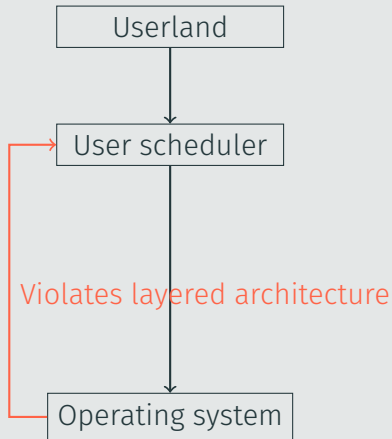 Userland
User scheduler
Violates layered architecture
Operating system